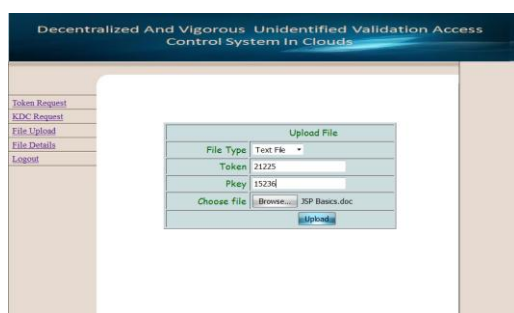 Decentralized And Vigorous Unidentified Validation Access
Control System In Clouds
Token Request
KDC Request
File Upload
File Details
Logout
Upload File
File Type Text File
Token 21225
Pkey 15236
Choose file Browse... JSP Basics.doc
Upload